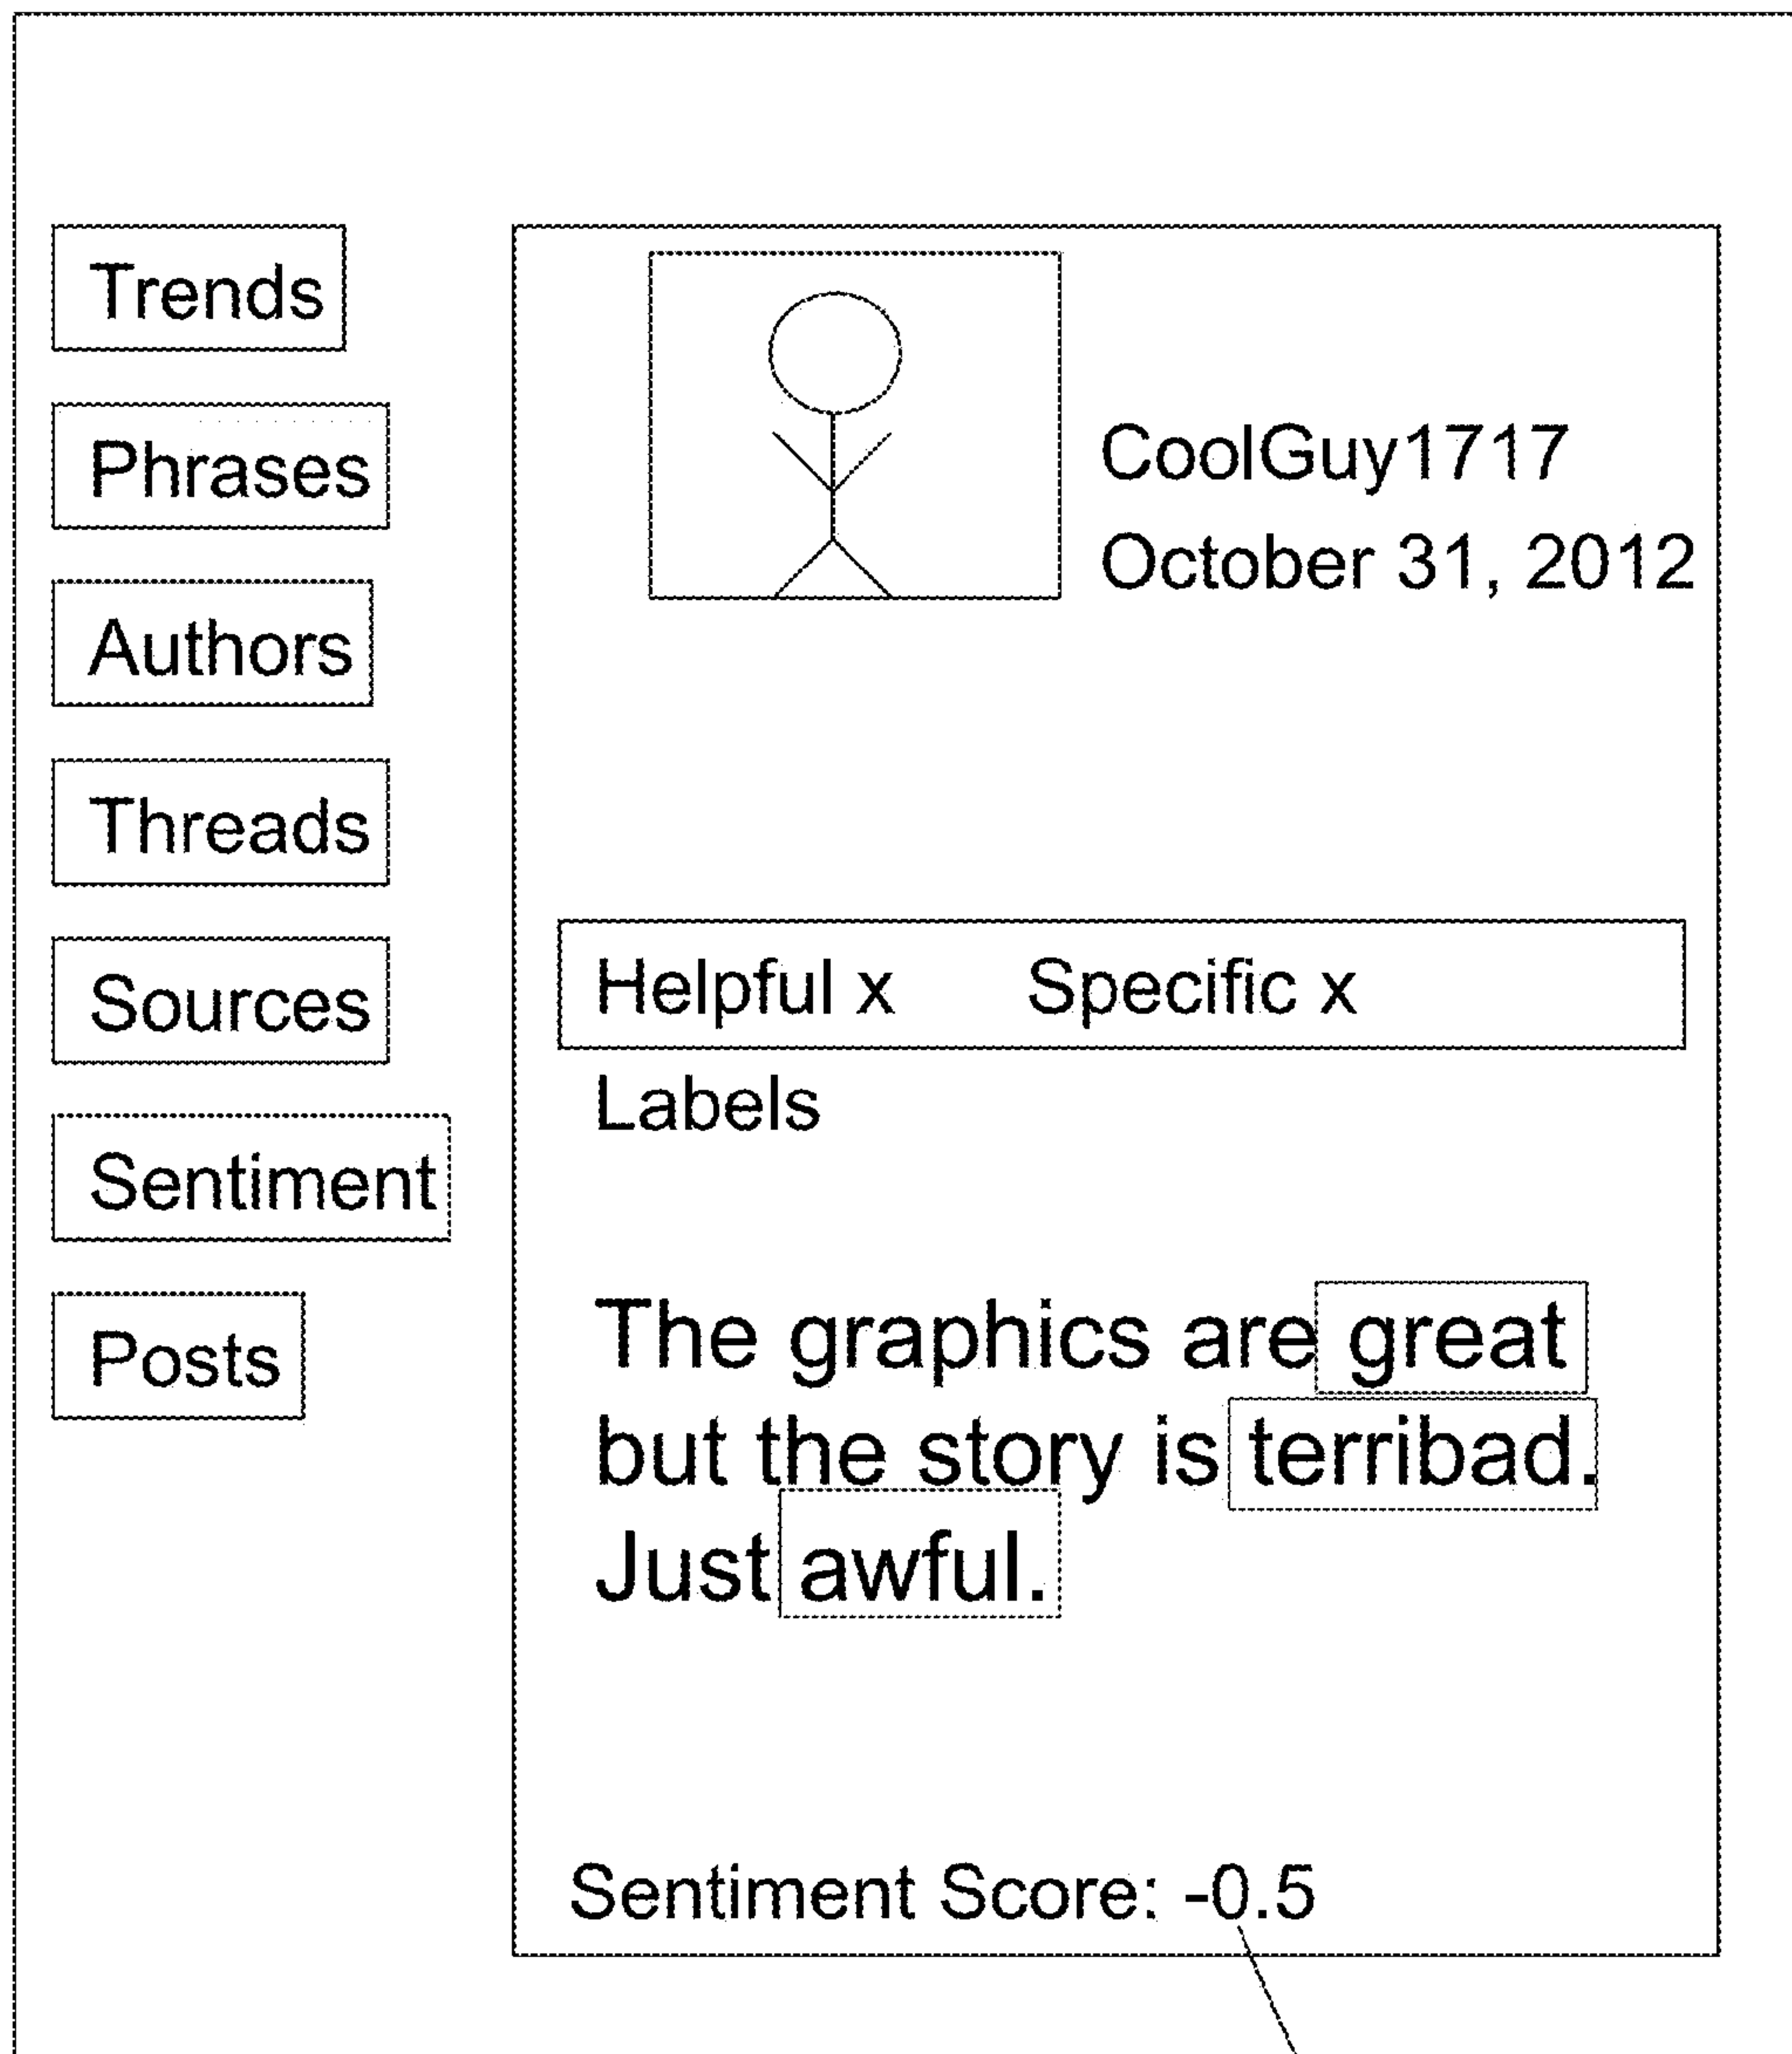 Trends
Phrases
Authors
Threads
Sources
Sentiment
Posts
CoolGuy1717
October 31, 2012
Helpful x Specific x
Labels
The graphics are great
but the story is terribad.
Just awful.
Sentiment Score: -0.5